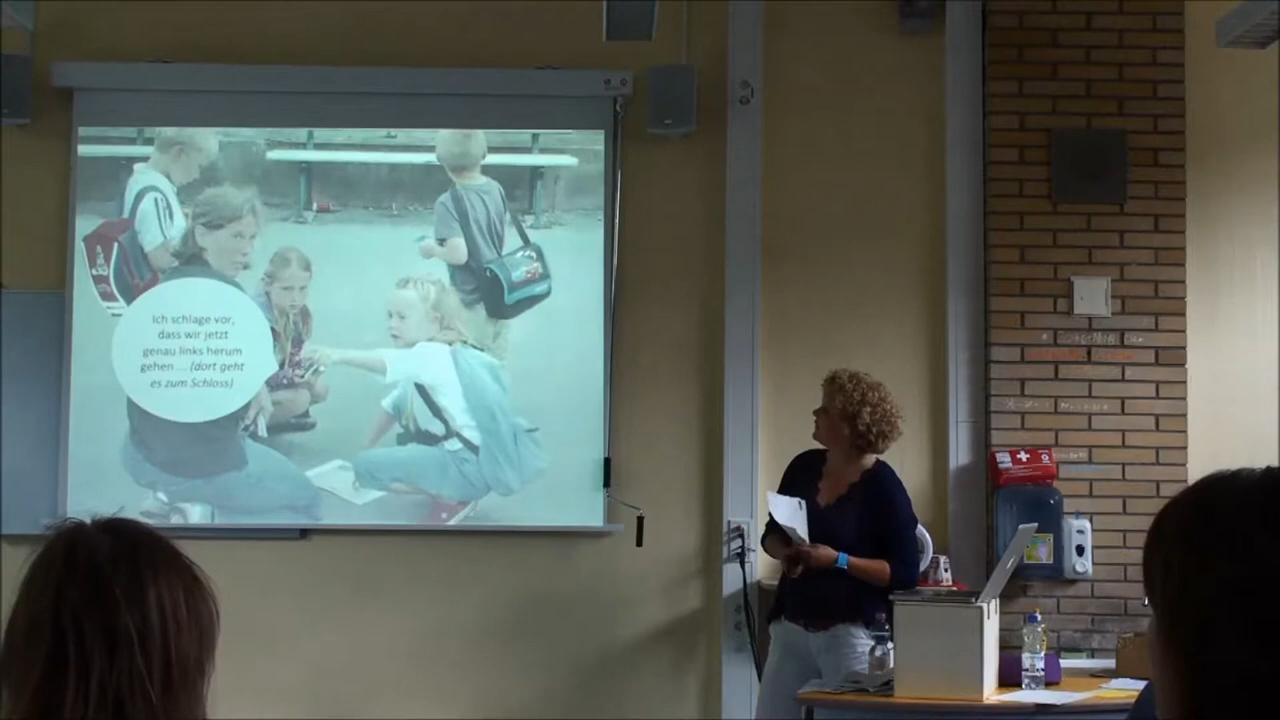 Ich schlage vor,
dass wir jetzt
genau links herum
gehen ... (dort geht
es zum Schloss)